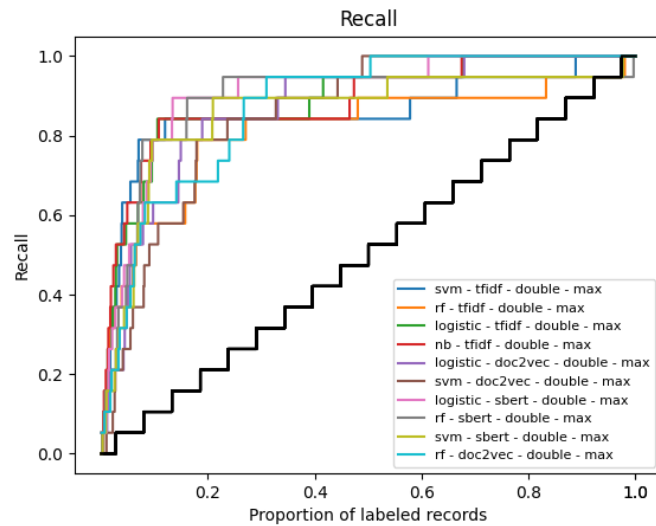 Recall
Recall
1.0
0.8
0.6
0.4
0.2
0.0
svm - tfidf - double - max
rf - tfidf - double - max
logistic - tfidf - double - max
nb - tfidf - double - max
logistic - doc2vec - double - max
svm - doc2vec - double - max
logistic - sbert - double - max
rf - sbert - double - max
svm - sbert - double - max
rf - doc2vec - double - max
0.2 0.4 0.6 0.8 1.0
Proportion of labeled records